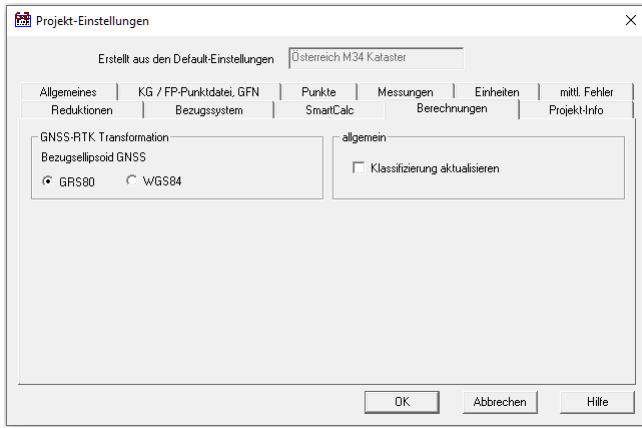 Projekt-Einstellungen
Erstellt aus den Default-Einstellungen Österreich M34 Kataster
Allgemeines KG / FP-Punktdatei, GFN Punkte Messungen Einheiten mittl. Fehler
Reduktionen Bezugssystem SmartCalc Berechnungen Projekt-Info
GNSS-RTK Transformation
Bezugsellipsoid GNSS
GRS80 WGS84
allgemein
Klassifizierung aktualisieren
OK Abbrechen Hilfe